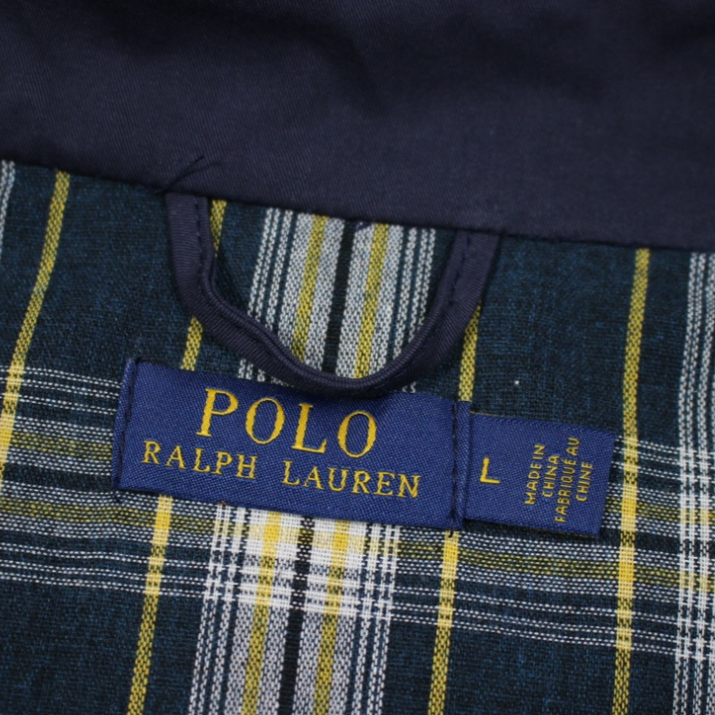 POLO
RALPH LAUREN
L
MADE IN
CHINA
FABRIQUÉ AU
CHINE